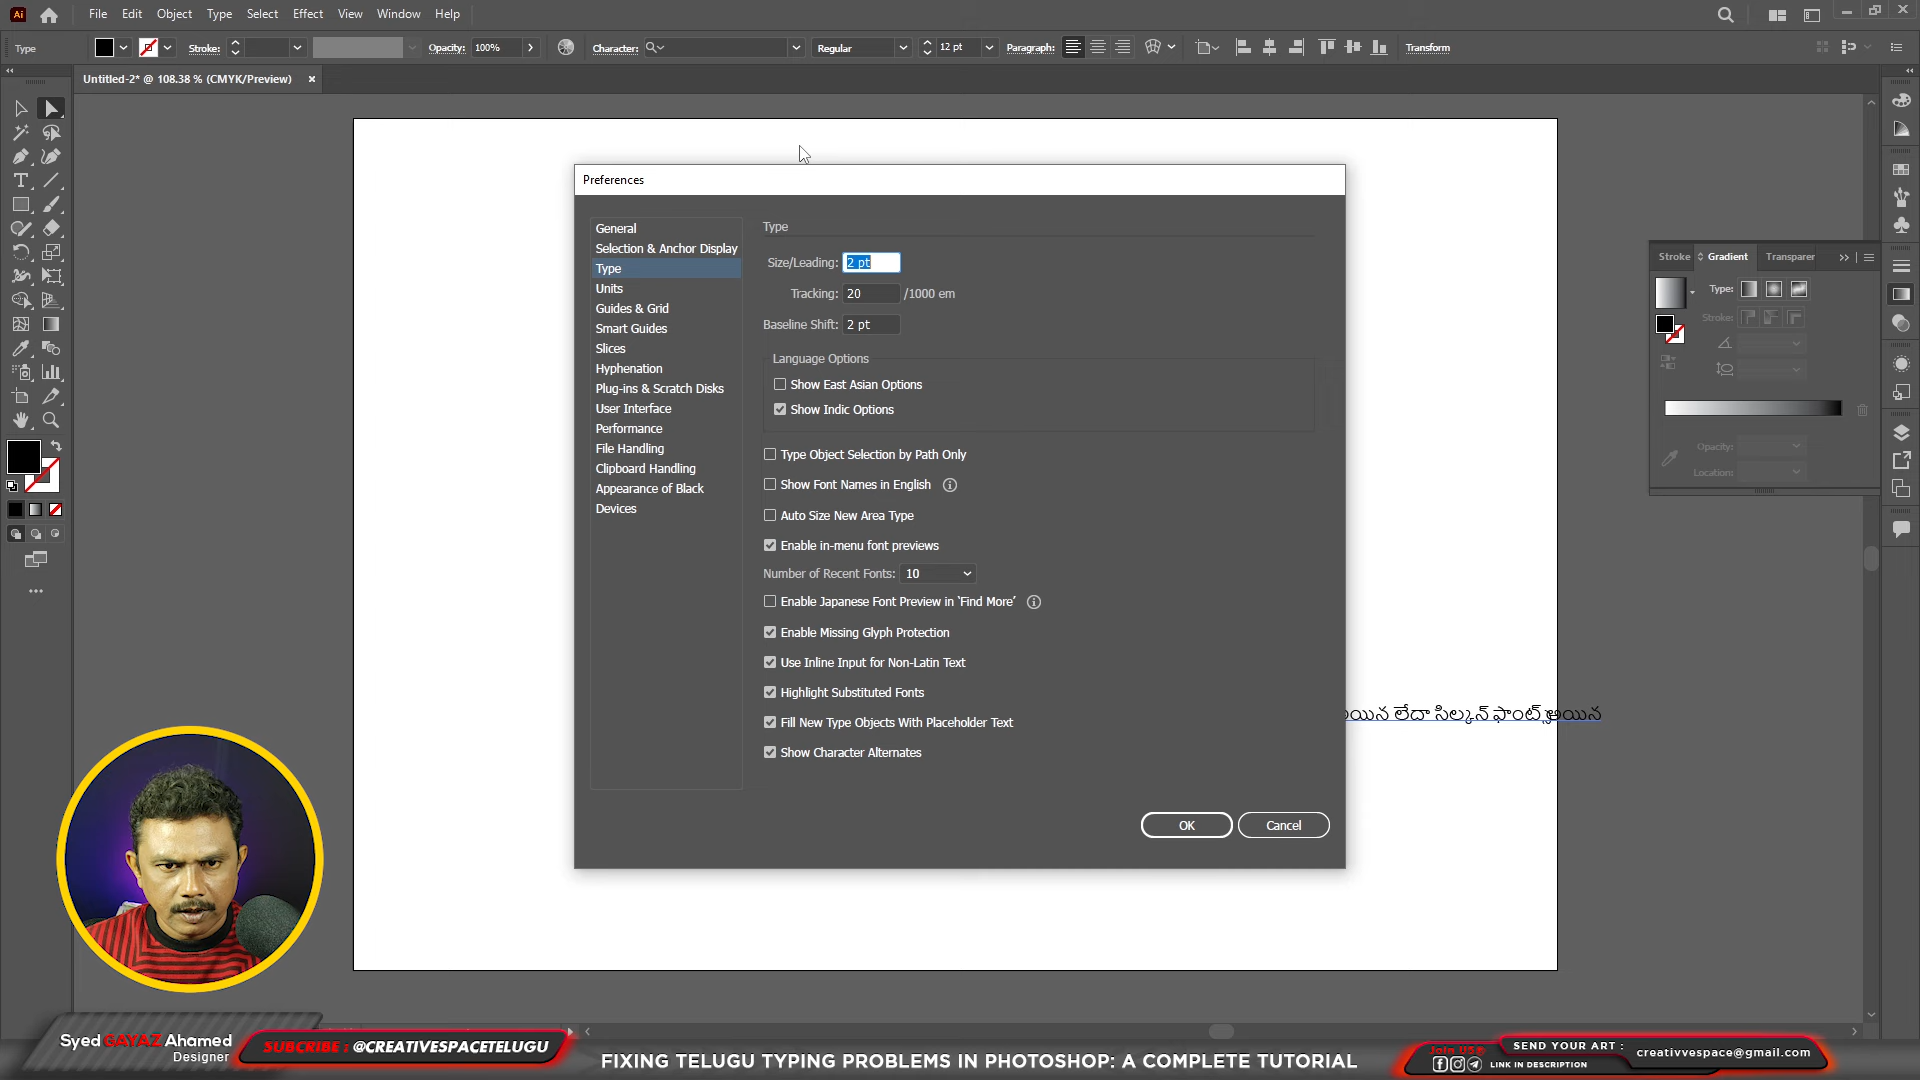 File Edit Object Type Select Effect View Window Help
Type Stroke: Opacity: 100% Character: Regular 12 pt Paragraph: Transform
Untitled-2* @ 108.38 % (CMYK/Preview)
Preferences
General
Selection & Anchor Display
Type
Units
Guides & Grid
Smart Guides
Slices
Hyphenation
Plug-ins & Scratch Disks
User Interface
Performance
File Handling
Clipboard Handling
Appearance of Black
Devices
Type
Size/Leading: 2 pt
Tracking: 20 /1000 em
Baseline Shift: 2 pt
Language Options
Show East Asian Options
Show Indic Options
Type Object Selection by Path Only
Show Font Names in English
Auto Size New Area Type
Enable in-menu font previews
Number of Recent Fonts: 10
Enable Japanese Font Preview in 'Find More'
Enable Missing Glyph Protection
Use Inline Input for Non-Latin Text
Highlight Substituted Fonts
Fill New Type Objects With Placeholder Text
Show Character Alternates
OK Cancel
Stroke Gradient Transparer
Type:
Stroke:
Opacity:
Location:
లేదా సిల్కన్ ఫాంట్స్
Syed GAYAZ Ahamed
Designer
SUBCRIBE : @CREATIVESPACETELUGU
FIXING TELUGU TYPING PROBLEMS IN PHOTOSHOP: A COMPLETE TUTORIAL
Join US@
LINK IN DESCRIPTION
SEND YOUR ART :
creativvespace@gmail.com